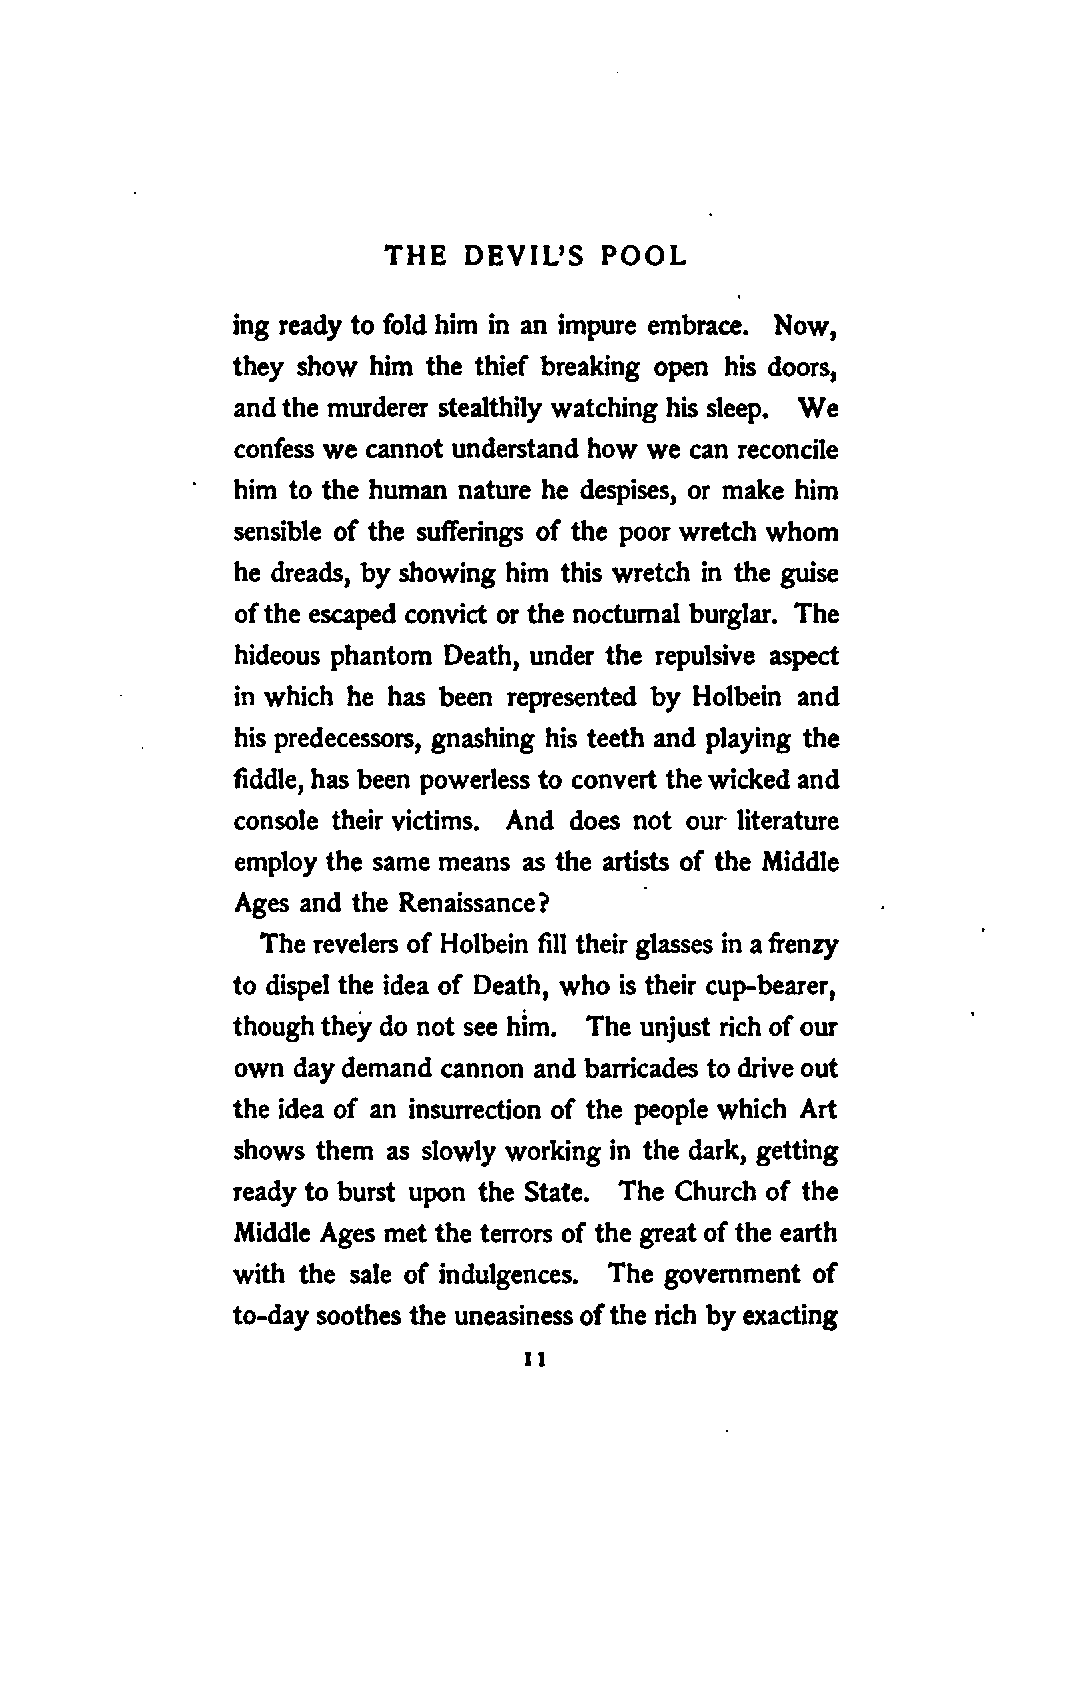 THE DEVIL'S POOL
ing ready to fold him in an impure embrace. Now,
they show him the thief breaking open his doors,
and the murderer stealthily watching his sleep. We
confess we cannot understand how we can reconcile
him to the human nature he despises, or make him
sensible of the sufferings of the poor wretch whom
he dreads, by showing him this wretch in the guise
of the escaped convict or the nocturnal burglar. The
hideous phantom Death, under the repulsive aspect
in which he has been represented by Holbein and
his predecessors, gnashing his teeth and playing the
fiddle, has been powerless to convert the wicked and
console their victims. And does not our literature
employ the same means as the artists of the Middle
Ages and the Renaissance?
The revelers of Holbein fill their glasses in a frenzy
to dispel the idea of Death, who is their cup-bearer,
though they do not see him. The unjust rich of our
own day demand cannon and barricades to drive out
the idea of an insurrection of the people which Art
shows them as slowly working in the dark, getting
ready to burst upon the State. The Church of the
Middle Ages met the terrors of the great of the earth
with the sale of indulgences. The government of
to-day soothes the uneasiness of the rich by exacting
11